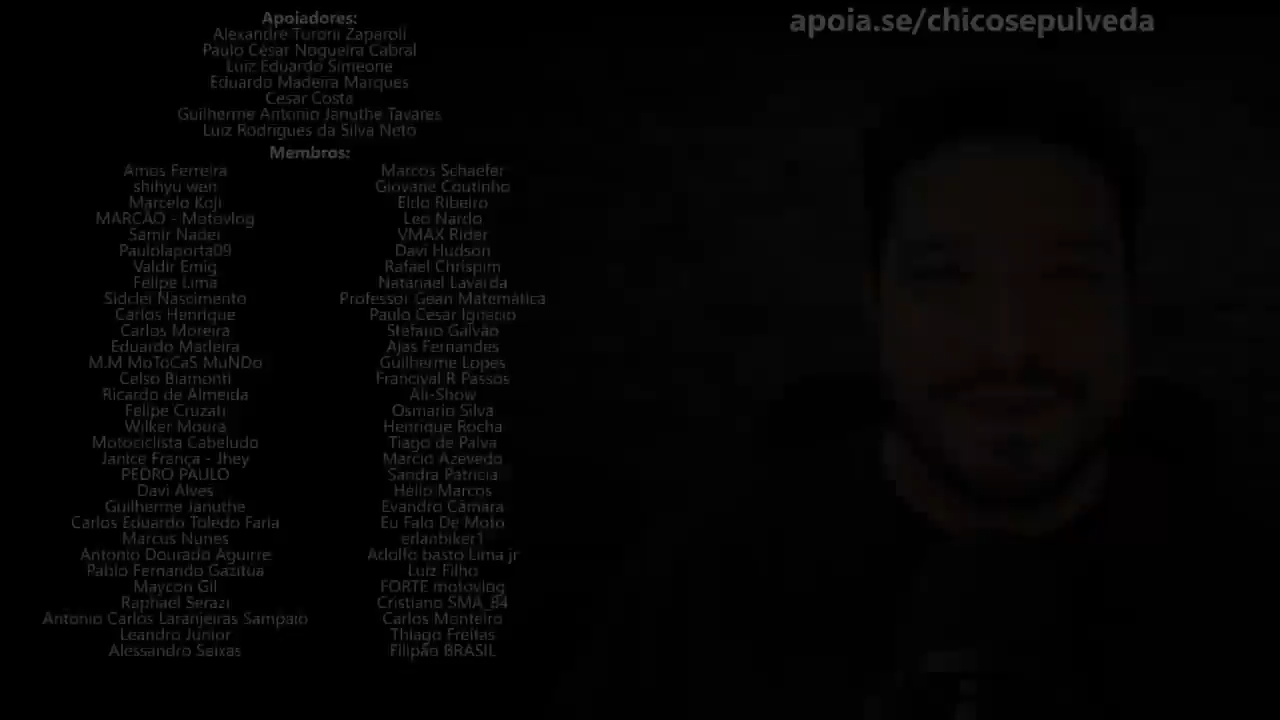 Apoiadores:
Alexandre Turoni Zaparoli
Paulo César Nogueira Cabral
Luiz Eduardo Simeone
Eduardo Madeira Marques
Cesar Costa
Guilherme Antonio Januthe Tavares
Luiz Rodrigues da Silva Neto
Membros:
Amos Ferreira
shihyu wen
Marcelo Koji
MARCÃO - Motovlog
Samir Nader
Paulolaporta09
Valdir Emig
Felipe Lima
Sidclei Nascimento
Carlos Henrique
Carlos Moreira
Eduardo Madeira
M.M MoToCaS MuNDo
Celso Biamonti
Ricardo de Almeida
Felipe Cruzati
Wilker Moura
Motociclista Cabeludo
Janice França - Jhey
PEDRO PAULO
Davi Alves
Guilherme Januthe
Carlos Eduardo Toledo Faria
Marcus Nunes
Antonio Dourado Aguirre
Pablo Fernando Gazitua
Maycon Gil
Raphael Serazi
Antonio Carlos Laranjeiras Sampaio
Leandro Junior
Alessandro Seixas
Marcos Schaefer
Giovane Coutinho
Eldo Ribeiro
Leo Nardo
VMAX Rider
Davi Hudson
Rafael Chrispim
Natanael Lavarda
Professor Gean Matemática
Paulo Cesar Ignacio
Stefano Galvão
Ajas Fernandes
Guilherme Lopes
Francival R Passos
Ali-Show
Osmario Silva
Henrique Rocha
Tiago de Paiva
Marcio Azevedo
Sandra Patricia
Hélio Marcos
Evandro Câmara
Eu Falo De Moto
erlanbiker1
Adolfo basto Lima jr
Luiz Filho
FORTE motovlog
Cristiano SMA_84
Carlos Monteiro
Thiago Freitas
Filipão BRASIL
apoia.se/chicosepulveda